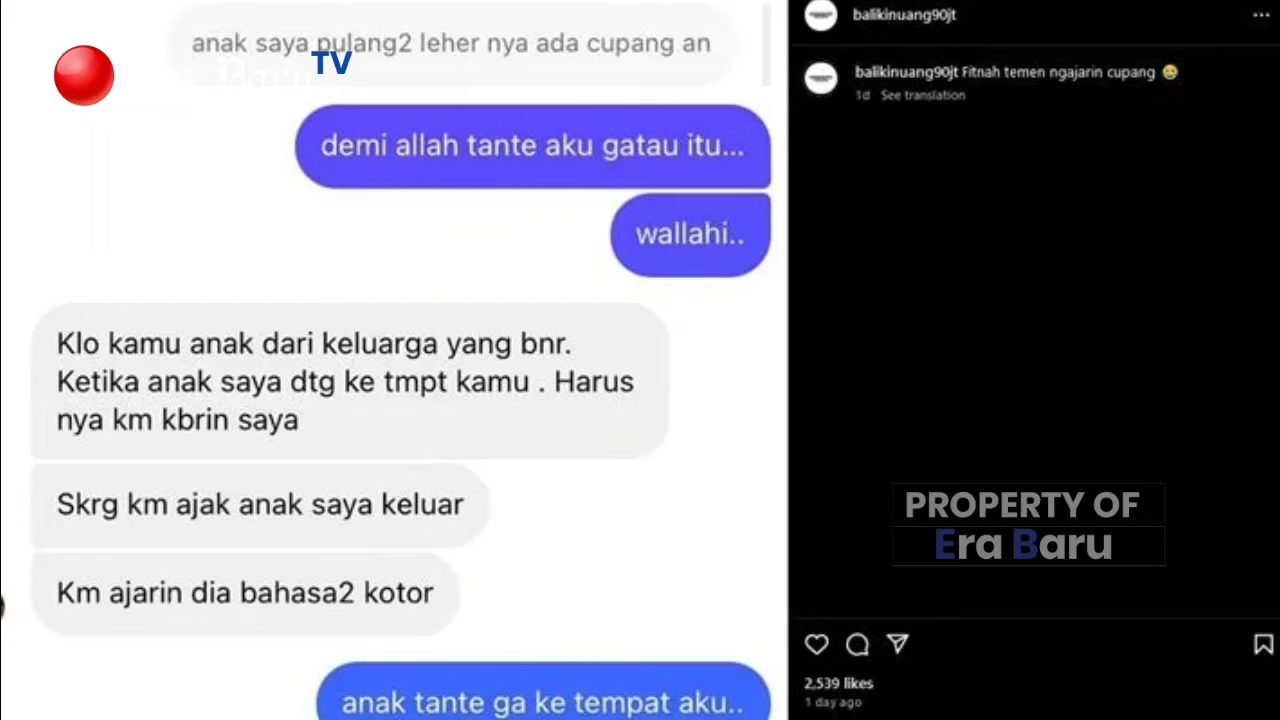 anak saya pulang2 leher nya ada cupang an
TV
demi allah tante aku gatau itu...
wallahi..
Klo kamu anak dari keluarga yang bnr.
Ketika anak saya dtg ke tmpt kamu . Harus
nya km kbrin saya
Skrg km ajak anak saya keluar
Km ajarin dia bahasa2 kotor
anak tante ga ke tempat aku..
balikinuang90jt
balikinuang90jt Fitnah temen ngajarin cupang 😂
1d See translation
PROPERTY OF
Era Baru
2,539 likes
1 day ago